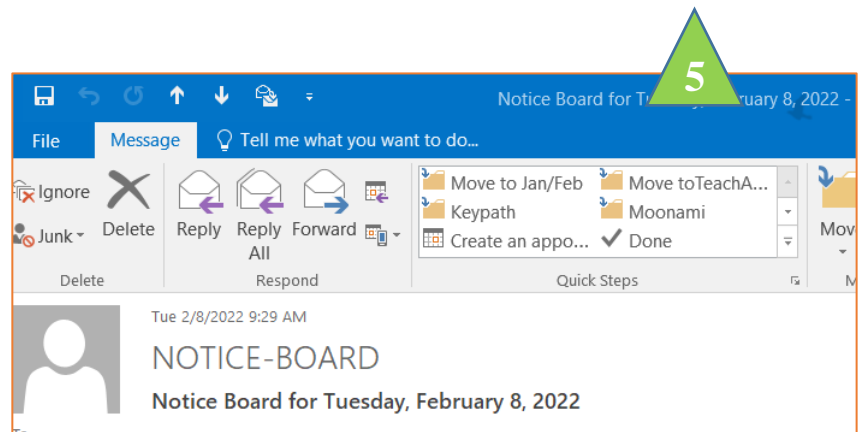 5
Notice Board for Tu ruary 8, 2022 -
File Message Tell me what you want to do...
Ignore
Junk
Delete
Reply
Reply All
Forward
Move to Jan/Feb Move toTeachA...
Keypath Moonami
Create an appo... Done
Delete Respond Quick Steps
Tue 2/8/2022 9:29 AM
NOTICE-BOARD
Notice Board for Tuesday, February 8, 2022